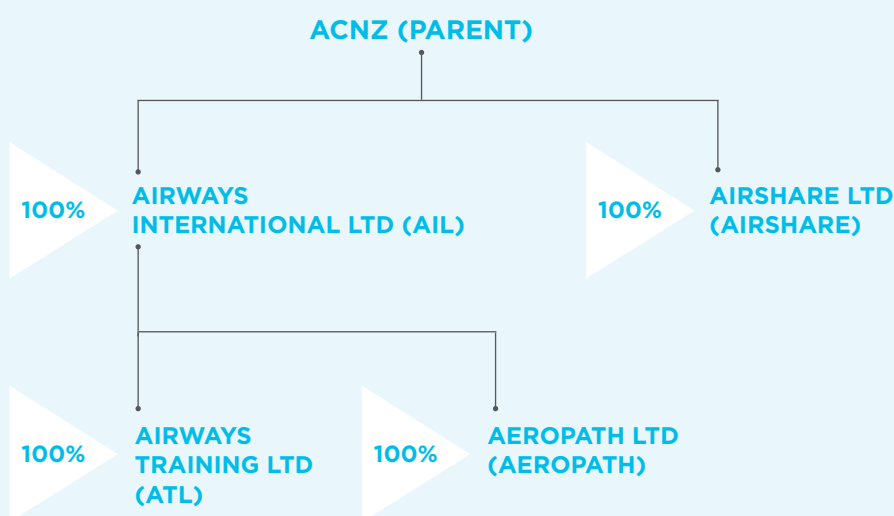 ACNZ (PARENT)
100%
AIRWAYS
INTERNATIONAL LTD (AIL)
100%
AIRSHARE LTD
(AIRSHARE)
100%
AIRWAYS
TRAINING LTD
(ATL)
100%
AEROPATH LTD
(AEROPATH)